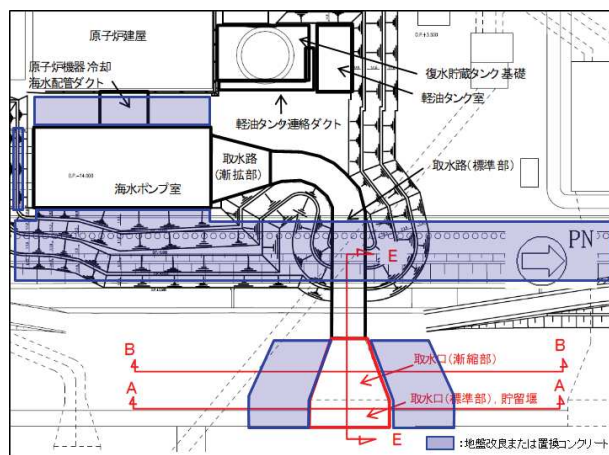 原子炉建屋
O.P.+3.500
復水貯蔵タンク基礎
原子炉機器冷却
海水配管ダクト
軽油タンク室
軽油タンク連絡ダクト
取水路
(漸拡部)
取水路(標準部)
O.P.=14.000
海水ポンプ室
PN
E
B
B
取水口(漸縮部)
A
A
取水口(標準部), 貯留堰
E
:地盤改良または置換コンクリート